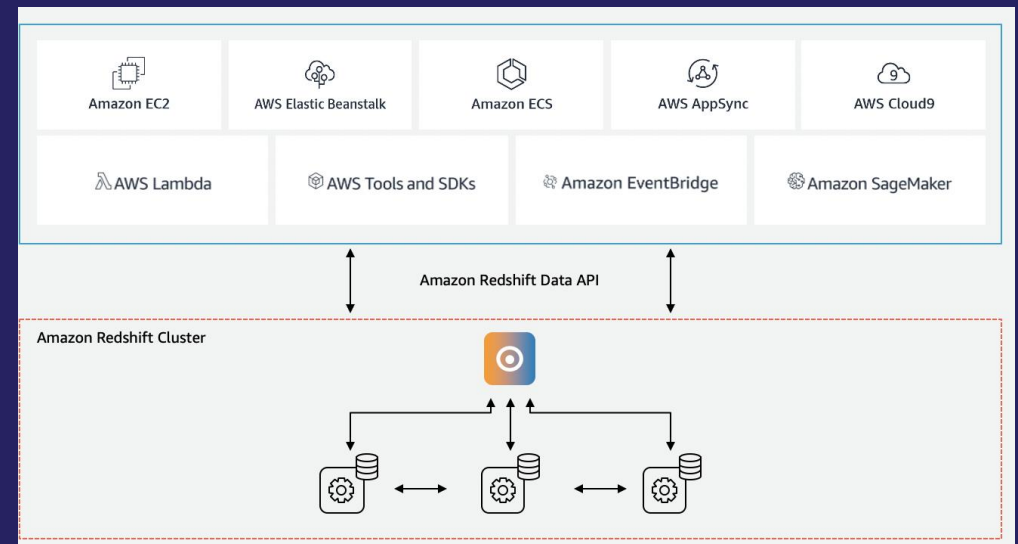 Amazon EC2
AWS Elastic Beanstalk
Amazon ECS
AWS AppSync
9
AWS Cloud9
AWS Lambda
AWS Tools and SDKs
Amazon EventBridge
Amazon SageMaker
Amazon Redshift Data API
Amazon Redshift Cluster